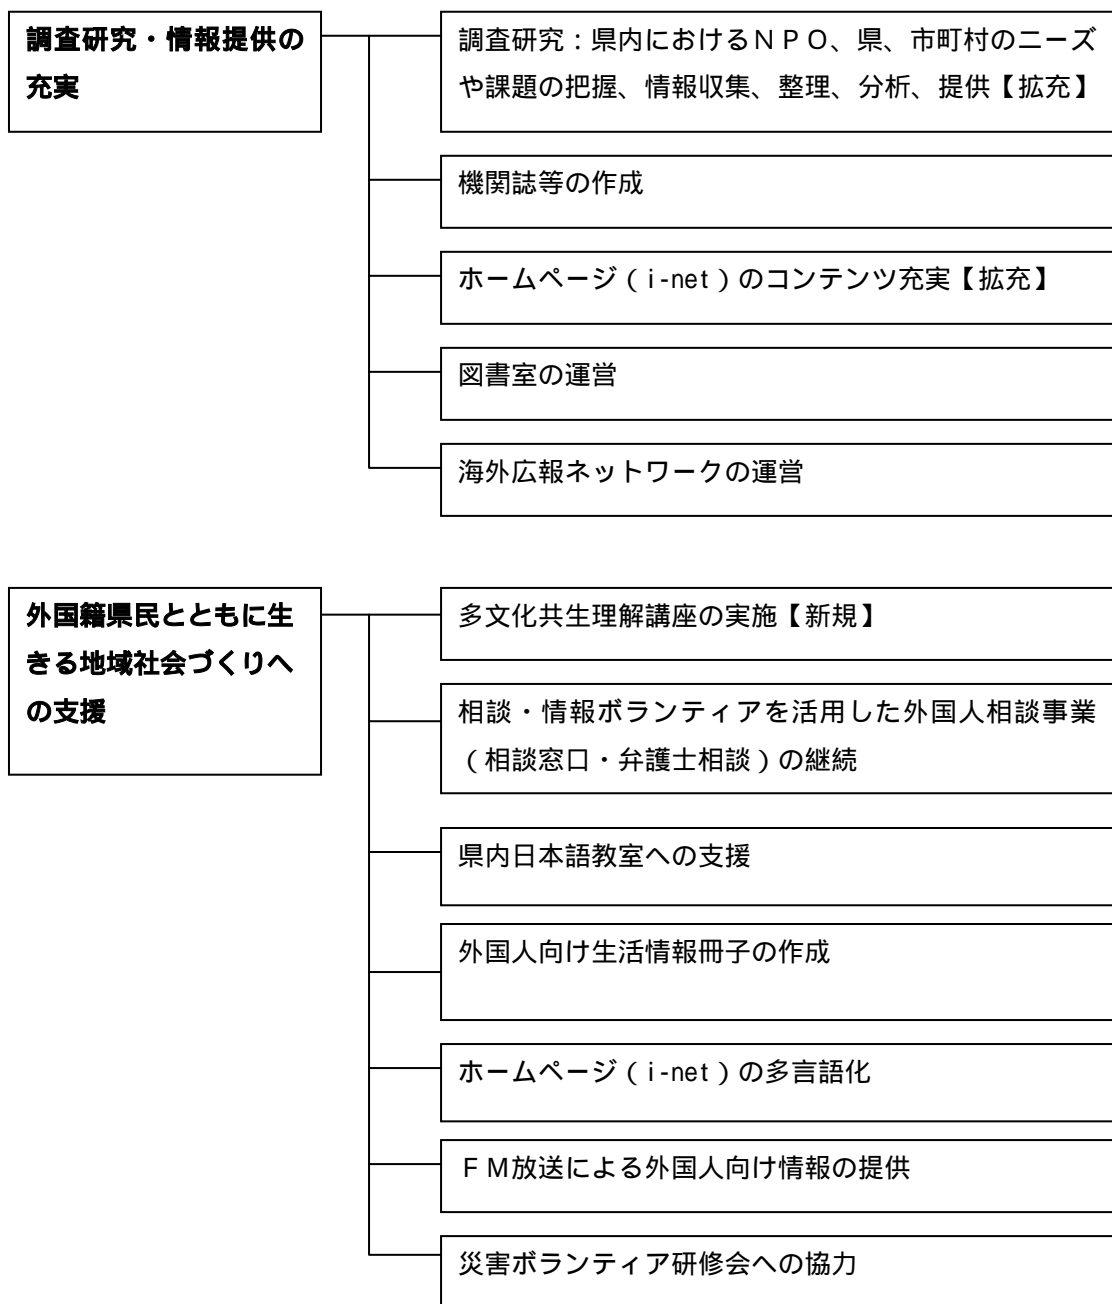 調査研究・情報提供の
充実
調査研究：県内におけるＮＰＯ、県、市町村のニーズ
や課題の把握、情報収集、整理、分析、提供【拡充】
機関誌等の作成
ホームページ（i-net）のコンテンツ充実【拡充】
図書室の運営
海外広報ネットワークの運営
外国籍県民とともに生
きる地域社会づくりへ
の支援
多文化共生理解講座の実施【新規】
相談・情報ボランティアを活用した外国人相談事業
（相談窓口・弁護士相談）の継続
県内日本語教室への支援
外国人向け生活情報冊子の作成
ホームページ（i-net）の多言語化
ＦＭ放送による外国人向け情報の提供
災害ボランティア研修会への協力